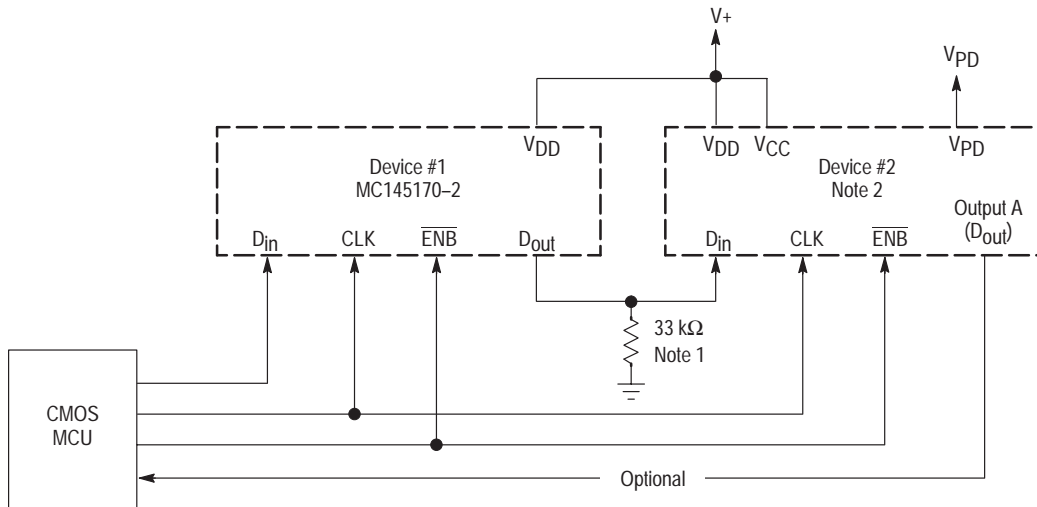 V+
VPD
VDD
VDD VCC VPD
Device #1
MC145170–2
Device #2
Note 2
Output A
(Dout)
Din CLK ENB Dout
Din CLK ENB
33 kΩ
Note 1
CMOS
MCU
Optional